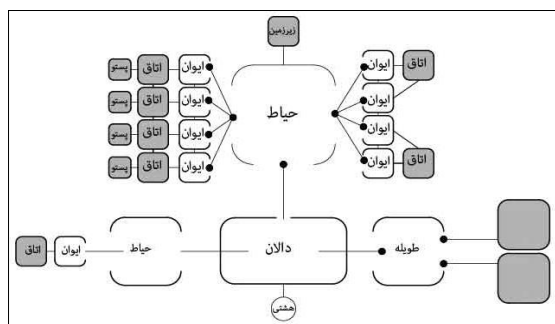 زیرزمین
پستو اتاق ایوان ایوان اتاق
پستو اتاق ایوان حیاط ایوان
پستو اتاق ایوان ایوان
پستو اتاق ایوان ایوان اتاق
اتاق ایوان حیاط دالان طویله
هشتی